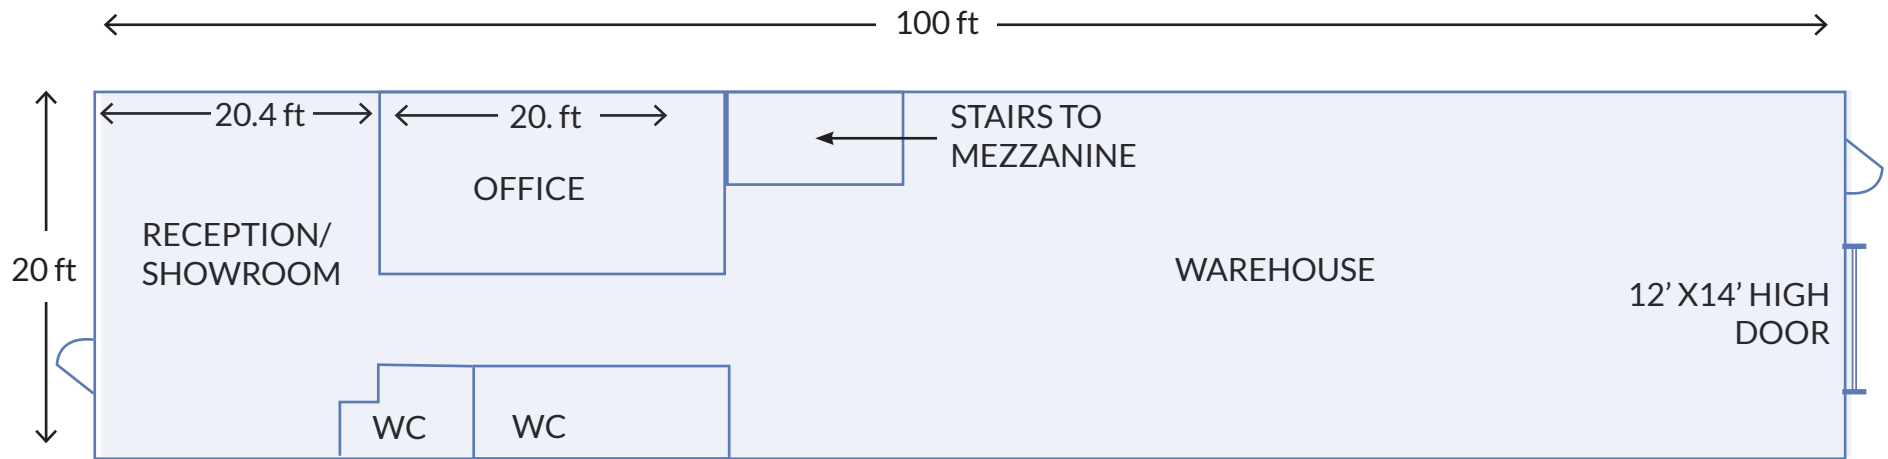 100 ft
20.4 ft
20. ft
STAIRS TO
MEZZANINE
OFFICE
RECEPTION/
SHOWROOM
20 ft
WAREHOUSE
12’ X14’ HIGH
DOOR
WC
WC